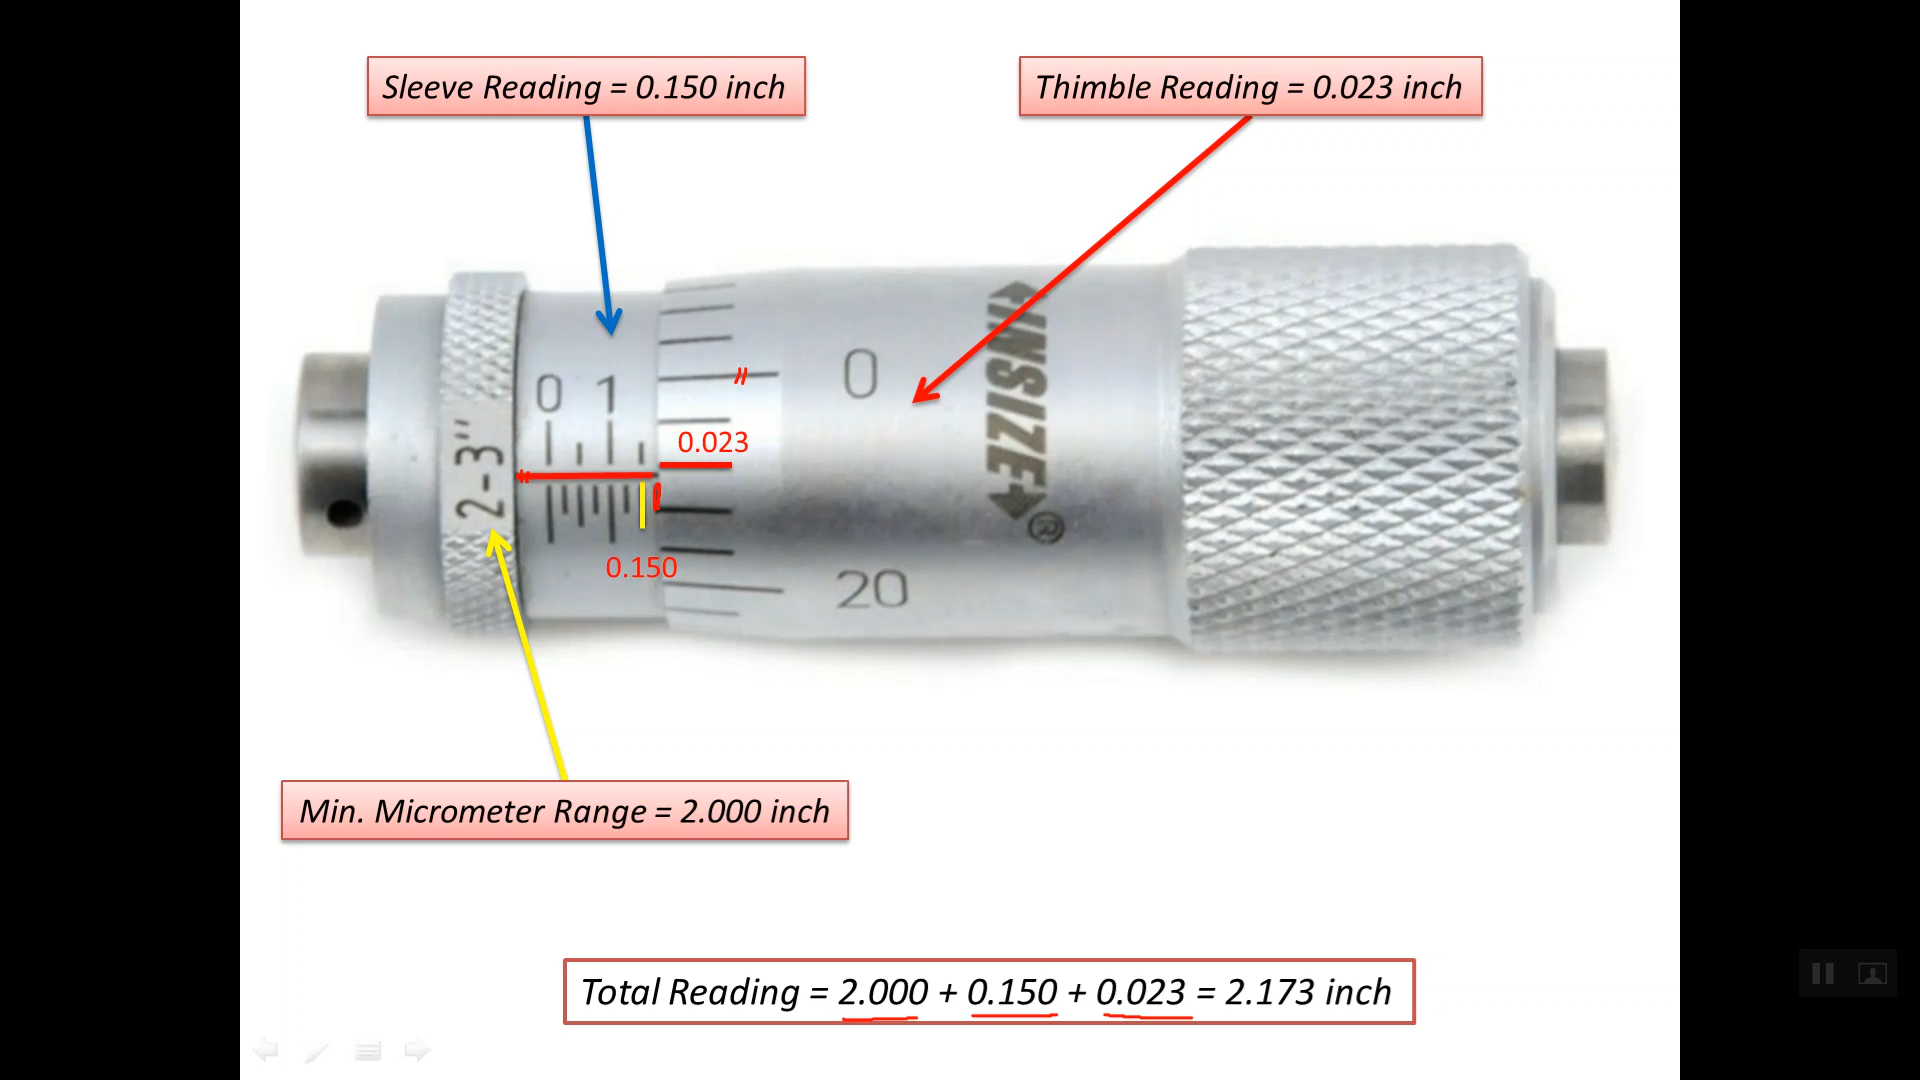 Sleeve Reading = 0.150 inch
Thimble Reading = 0.023 inch
INSIZE®
0 1
0
2-3"
0.023
0.150
20
Min. Micrometer Range = 2.000 inch
Total Reading = 2.000 + 0.150 + 0.023 = 2.173 inch